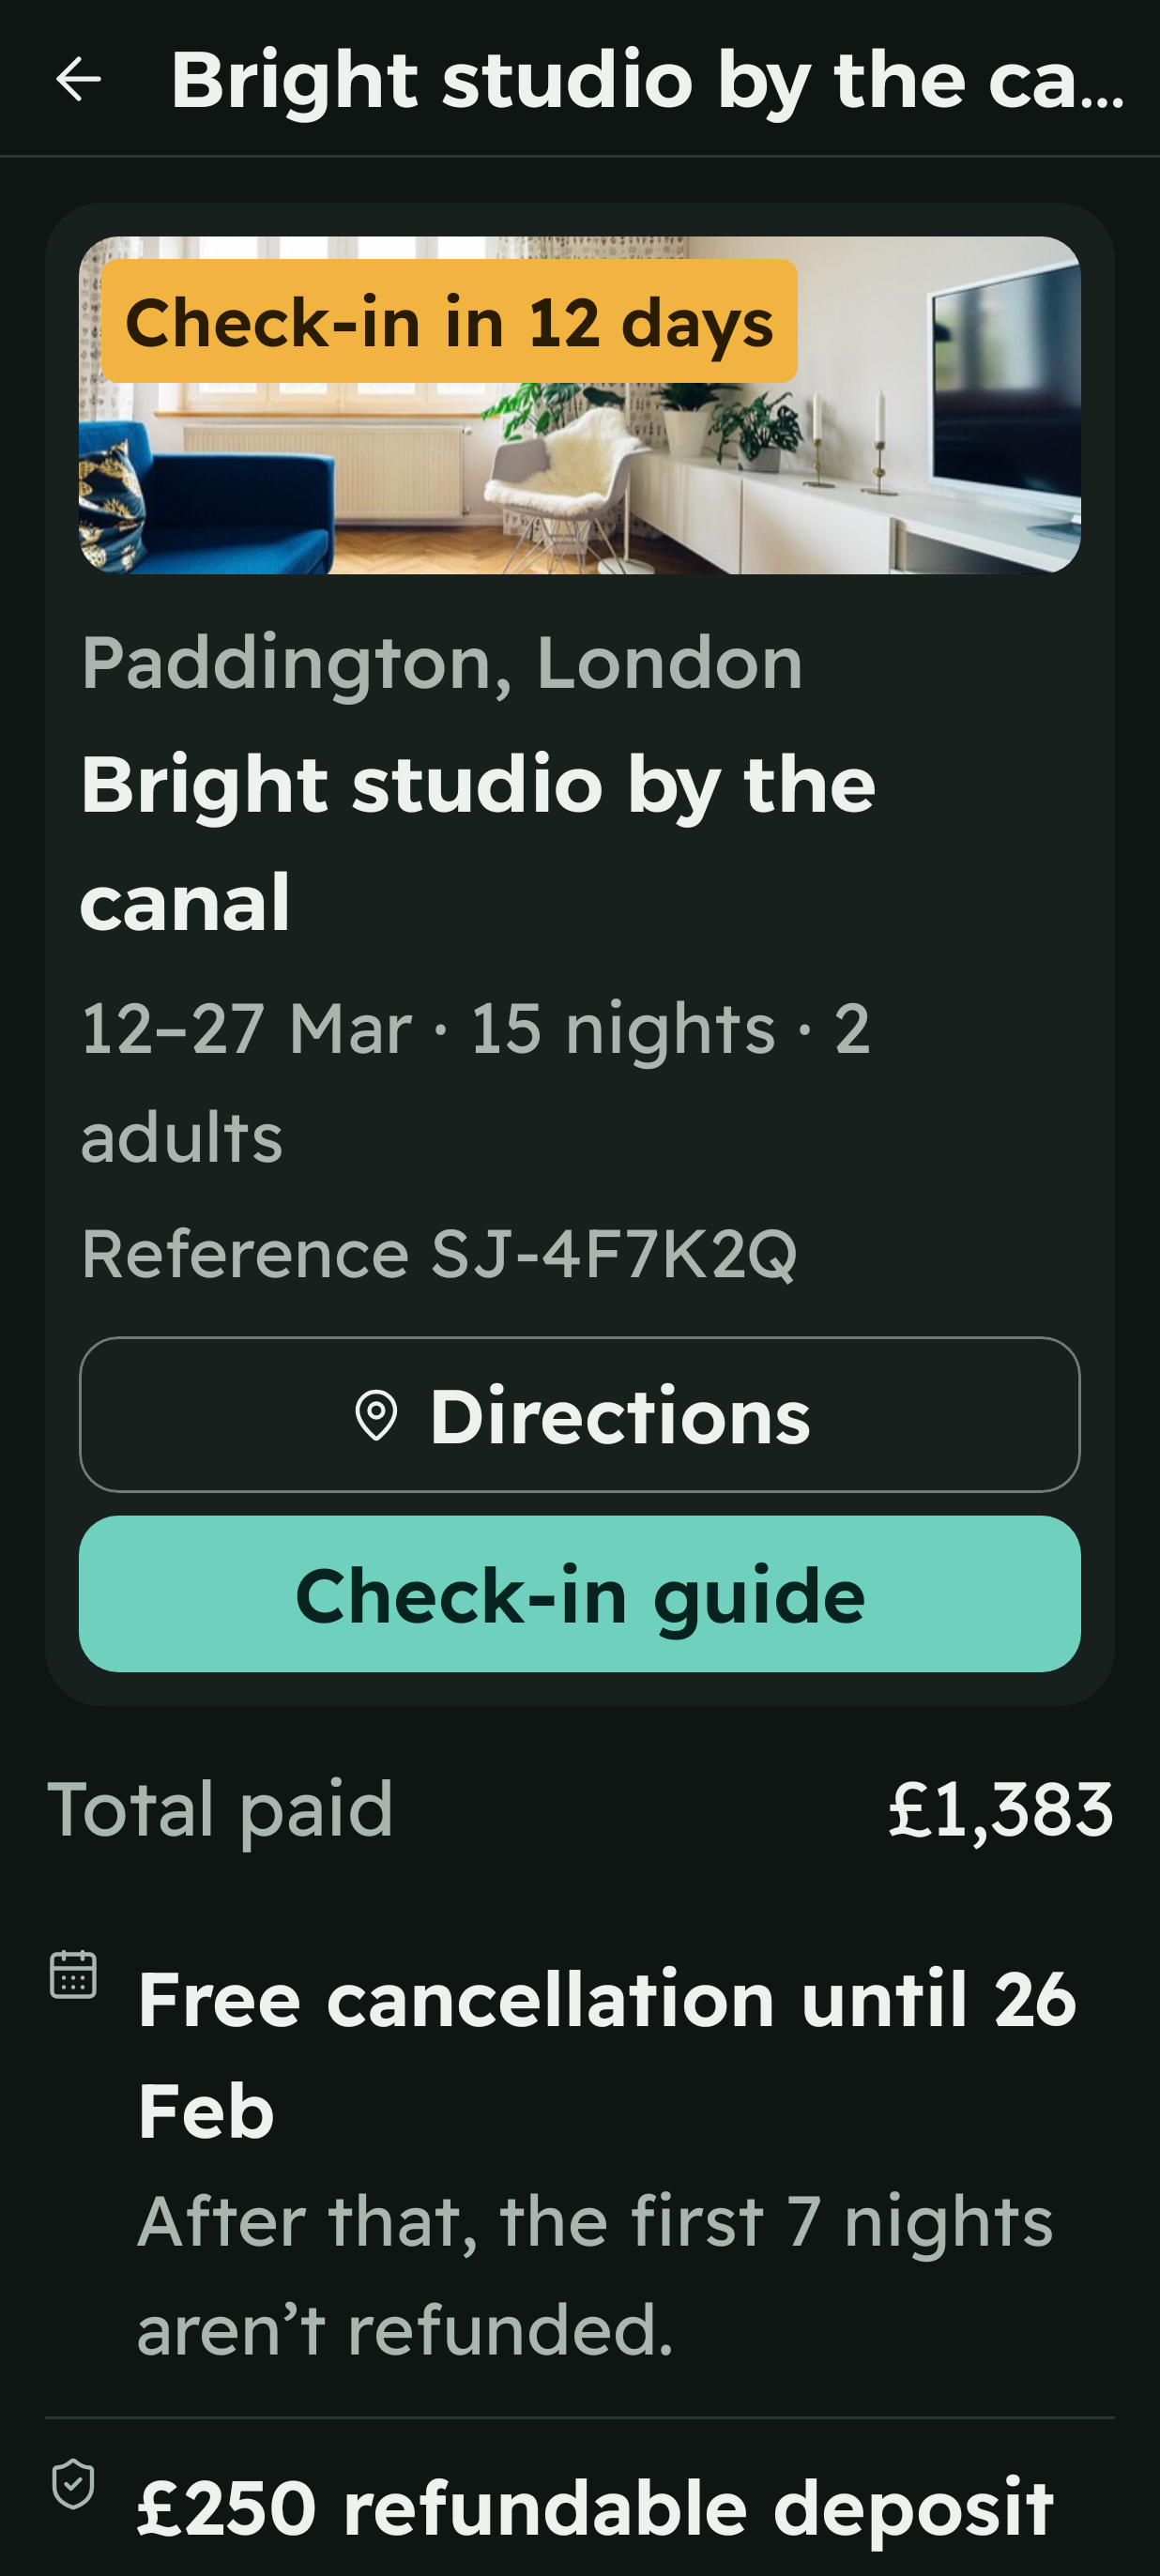 Bright studio by the ca…
Check-in in 12 days
Paddington, London
Bright studio by the
canal
12–27 Mar · 15 nights · 2
adults
Reference SJ-4F7K2Q
Directions
Check-in guide
Total paid £1,383
Free cancellation until 26
Feb
After that, the first 7 nights
aren’t refunded.
£250 refundable deposit